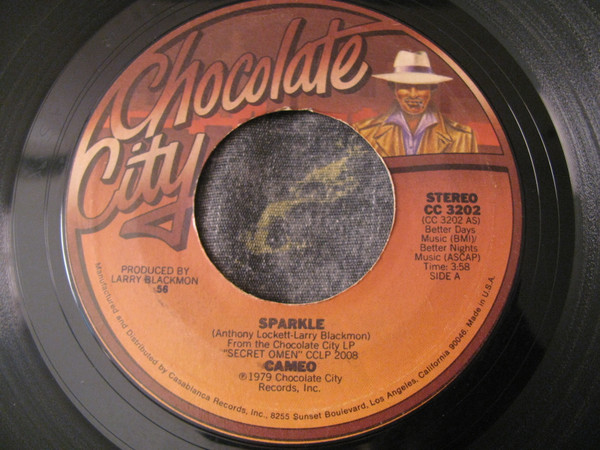 Chocolate
City
STEREO
CC 3202
(CC 3202 AS)
Better Days
Music (BMI)/
Better Nights
Music (ASCAP)
Time: 3:58
SIDE A
PRODUCED BY
LARRY BLACKMON
:56
SPARKLE
(Anthony Lockett-Larry Blackmon)
From the Chocolate City LP
"SECRET OMEN" CCLP 2008
CAMEO
℗1979 Chocolate City
Records, Inc.
Manufactured and Distributed by Casablanca Records, Inc., 8255 Sunset Boulevard, Los Angeles, California 90046. Made in U.S.A.